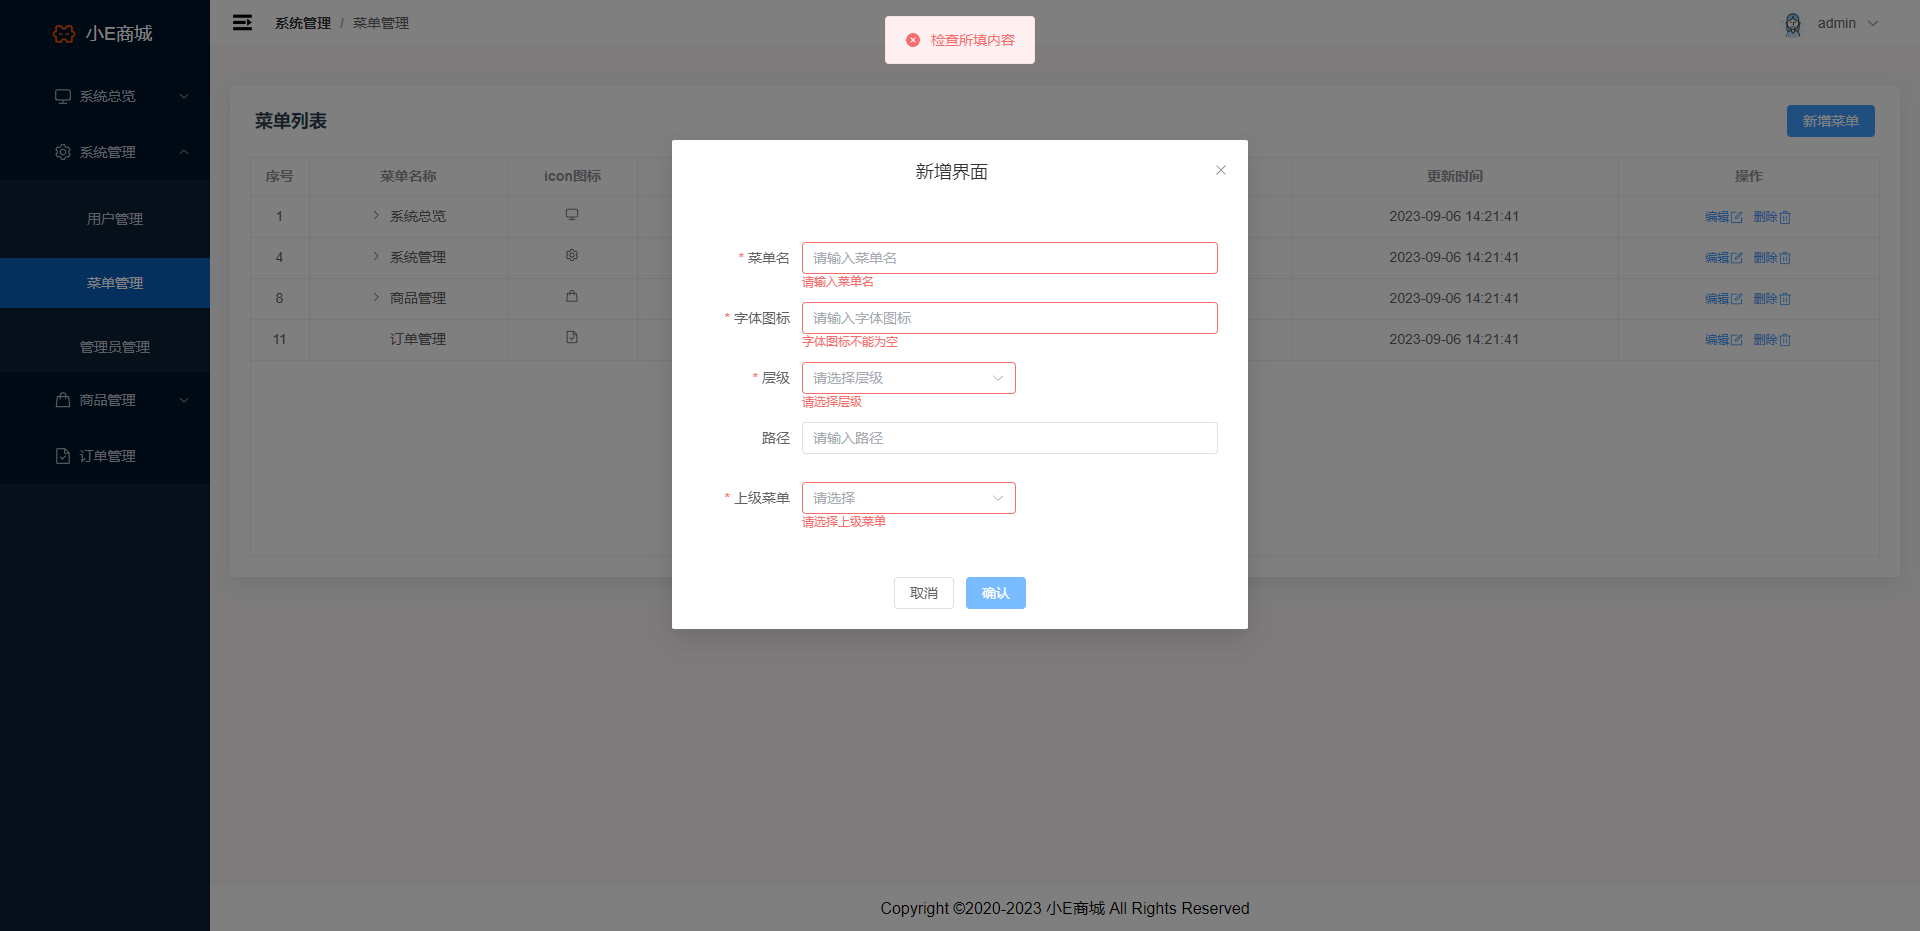 小E商城
系统总览
系统管理
用户管理
菜单管理
管理员管理
商品管理
订单管理
系统管理 / 菜单管理
检查所填内容
admin
菜单列表
新增菜单
序号 菜单名称 icon图标 更新时间 操作
1 系统总览 2023-09-06 14:21:41 编辑 删除
4 系统管理 2023-09-06 14:21:41 编辑 删除
8 商品管理 2023-09-06 14:21:41 编辑 删除
11 订单管理 2023-09-06 14:21:41 编辑 删除
新增界面
* 菜单名 请输入菜单名
请输入菜单名
* 字体图标 请输入字体图标
字体图标不能为空
* 层级 请选择层级
请选择层级
路径 请输入路径
* 上级菜单 请选择
请选择上级菜单
取消 确认
Copyright ©2020-2023 小E商城 All Rights Reserved